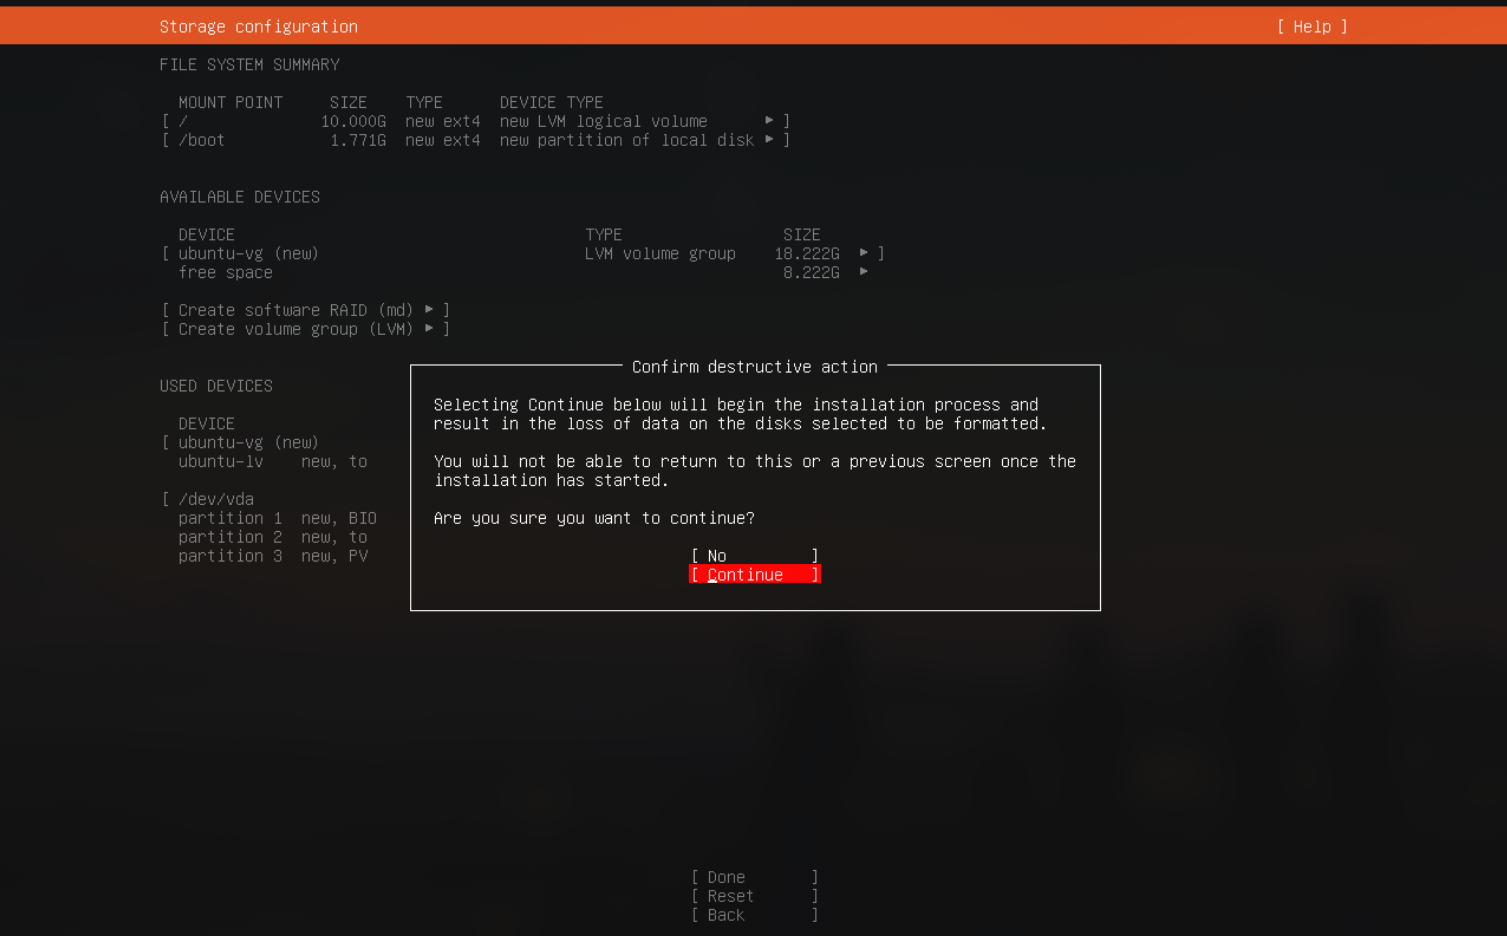 Storage configuration [ Help ]
FILE SYSTEM SUMMARY
MOUNT POINT SIZE TYPE DEVICE TYPE
[ / 10.000G new ext4 new LVM logical volume ▸ ]
[ /boot 1.771G new ext4 new partition of local disk ▸ ]
AVAILABLE DEVICES
DEVICE TYPE SIZE
[ ubuntu-vg (new) LVM volume group 18.222G ▸ ]
free space 8.222G ▸
[ Create software RAID (md) ▸ ]
[ Create volume group (LVM) ▸ ]
USED DEVICES
DEVICE
[ ubuntu-vg (new)
ubuntu-lv new, to
[ /dev/vda
partition 1 new, BIO
partition 2 new, to
partition 3 new, PV
Confirm destructive action
Selecting Continue below will begin the installation process and
result in the loss of data on the disks selected to be formatted.
You will not be able to return to this or a previous screen once the
installation has started.
Are you sure you want to continue?
[ No ]
[ Continue ]
[ Done ]
[ Reset ]
[ Back ]